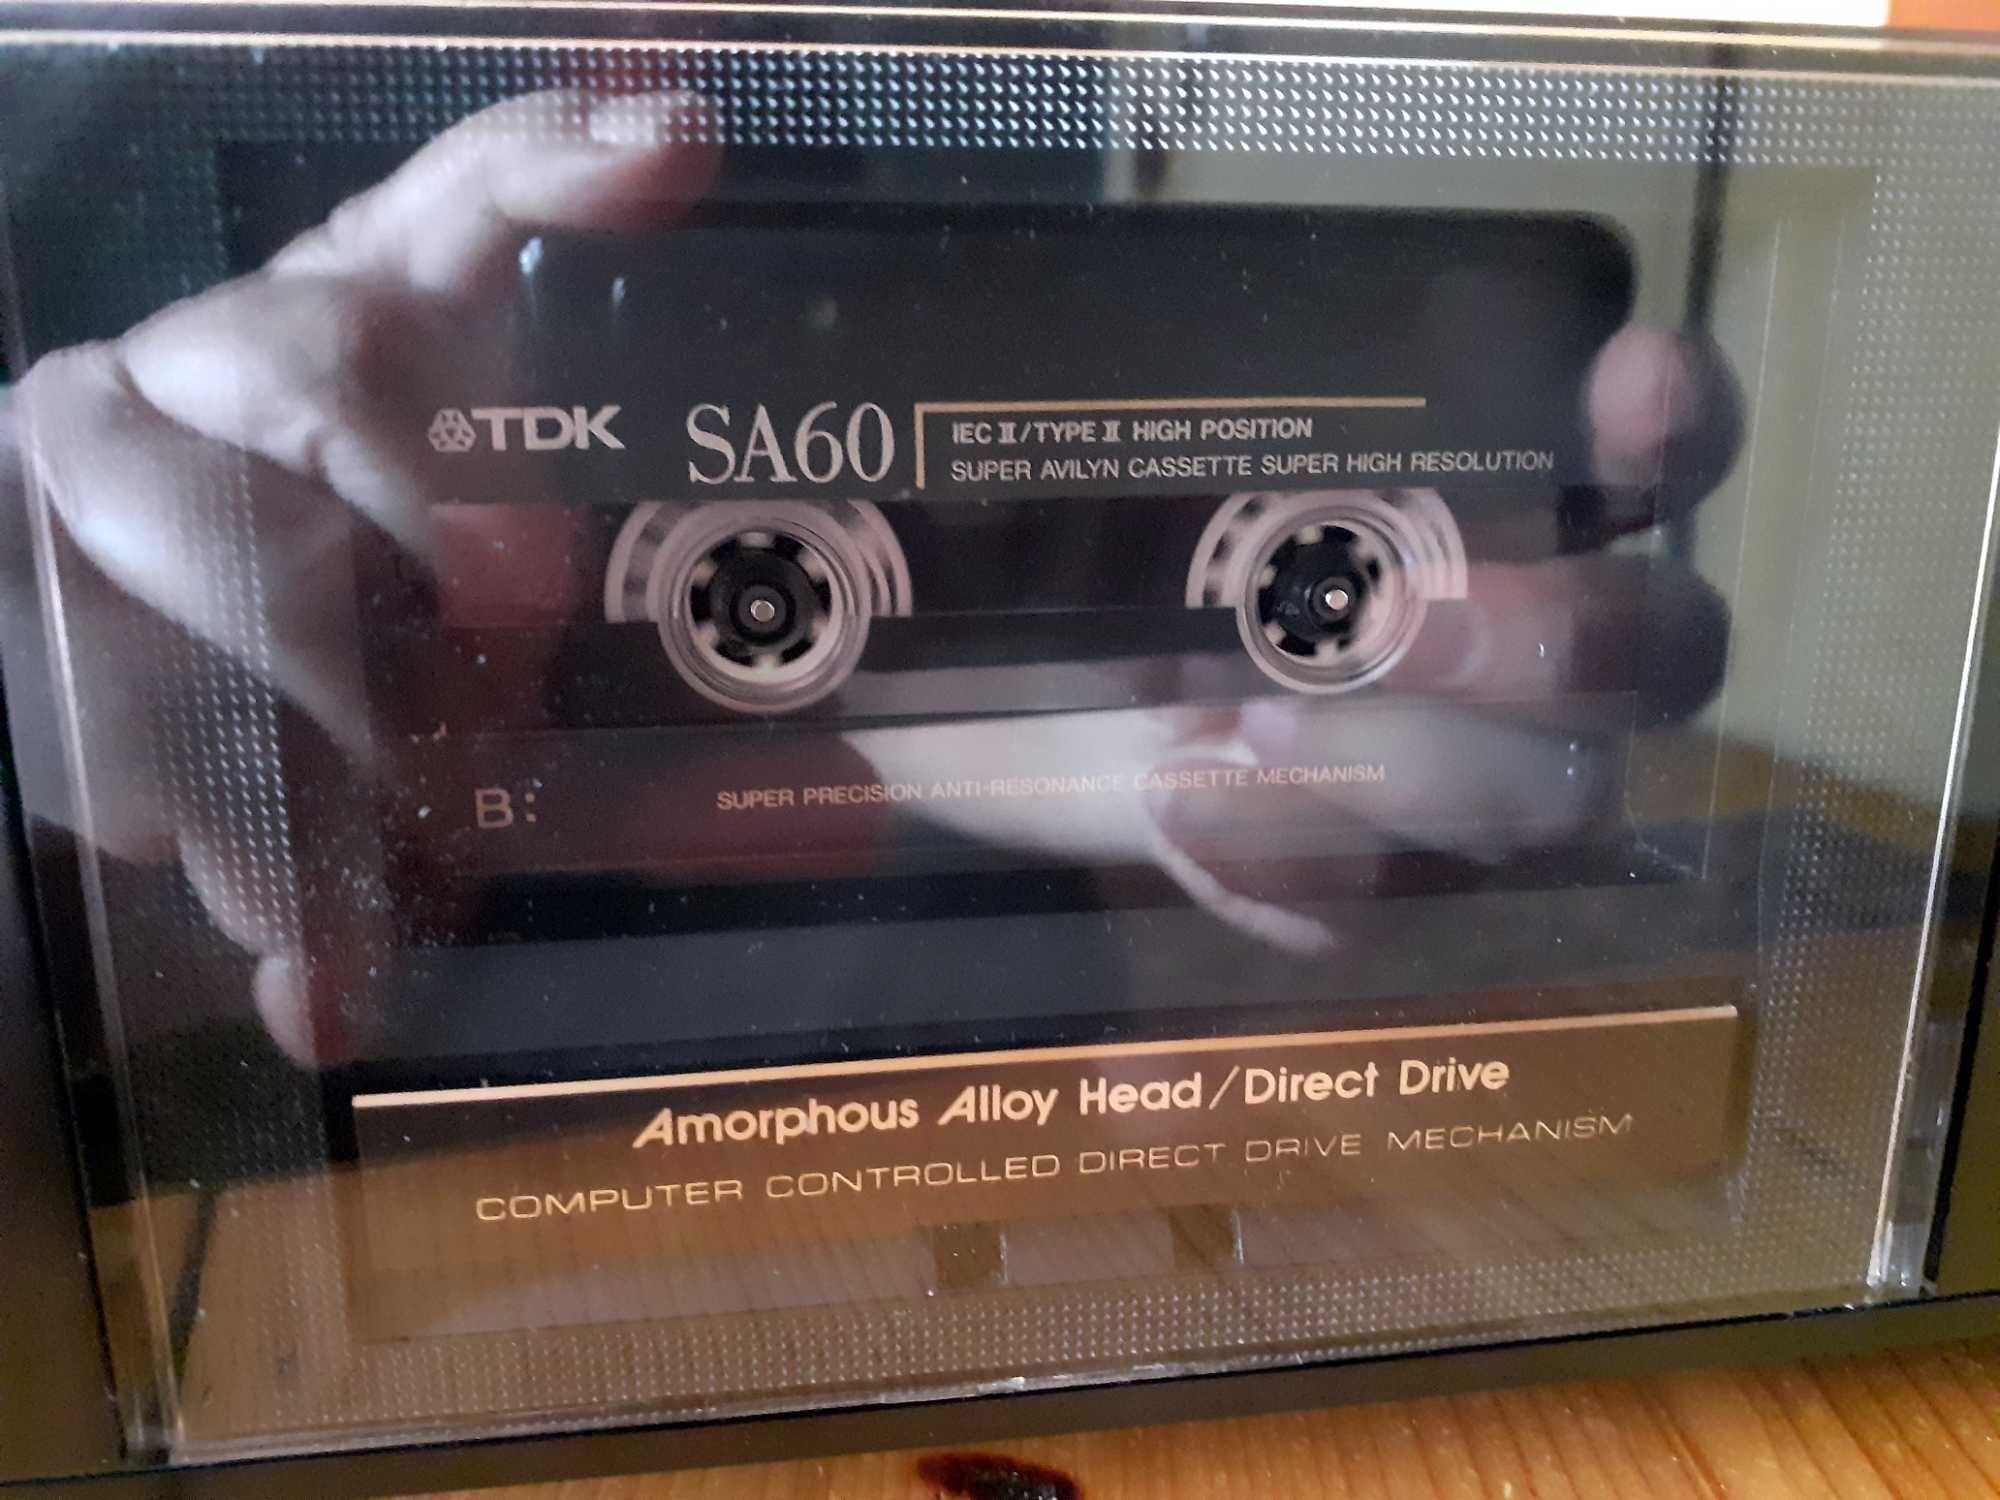 TDK SA60
IEC II/TYPE II HIGH POSITION
SUPER AVILYN CASSETTE SUPER HIGH RESOLUTION
B:
SUPER PRECISION ANTI-RESONANCE CASSETTE MECHANISM
Amorphous Alloy Head/Direct Drive
COMPUTER CONTROLLED DIRECT DRIVE MECHANISM